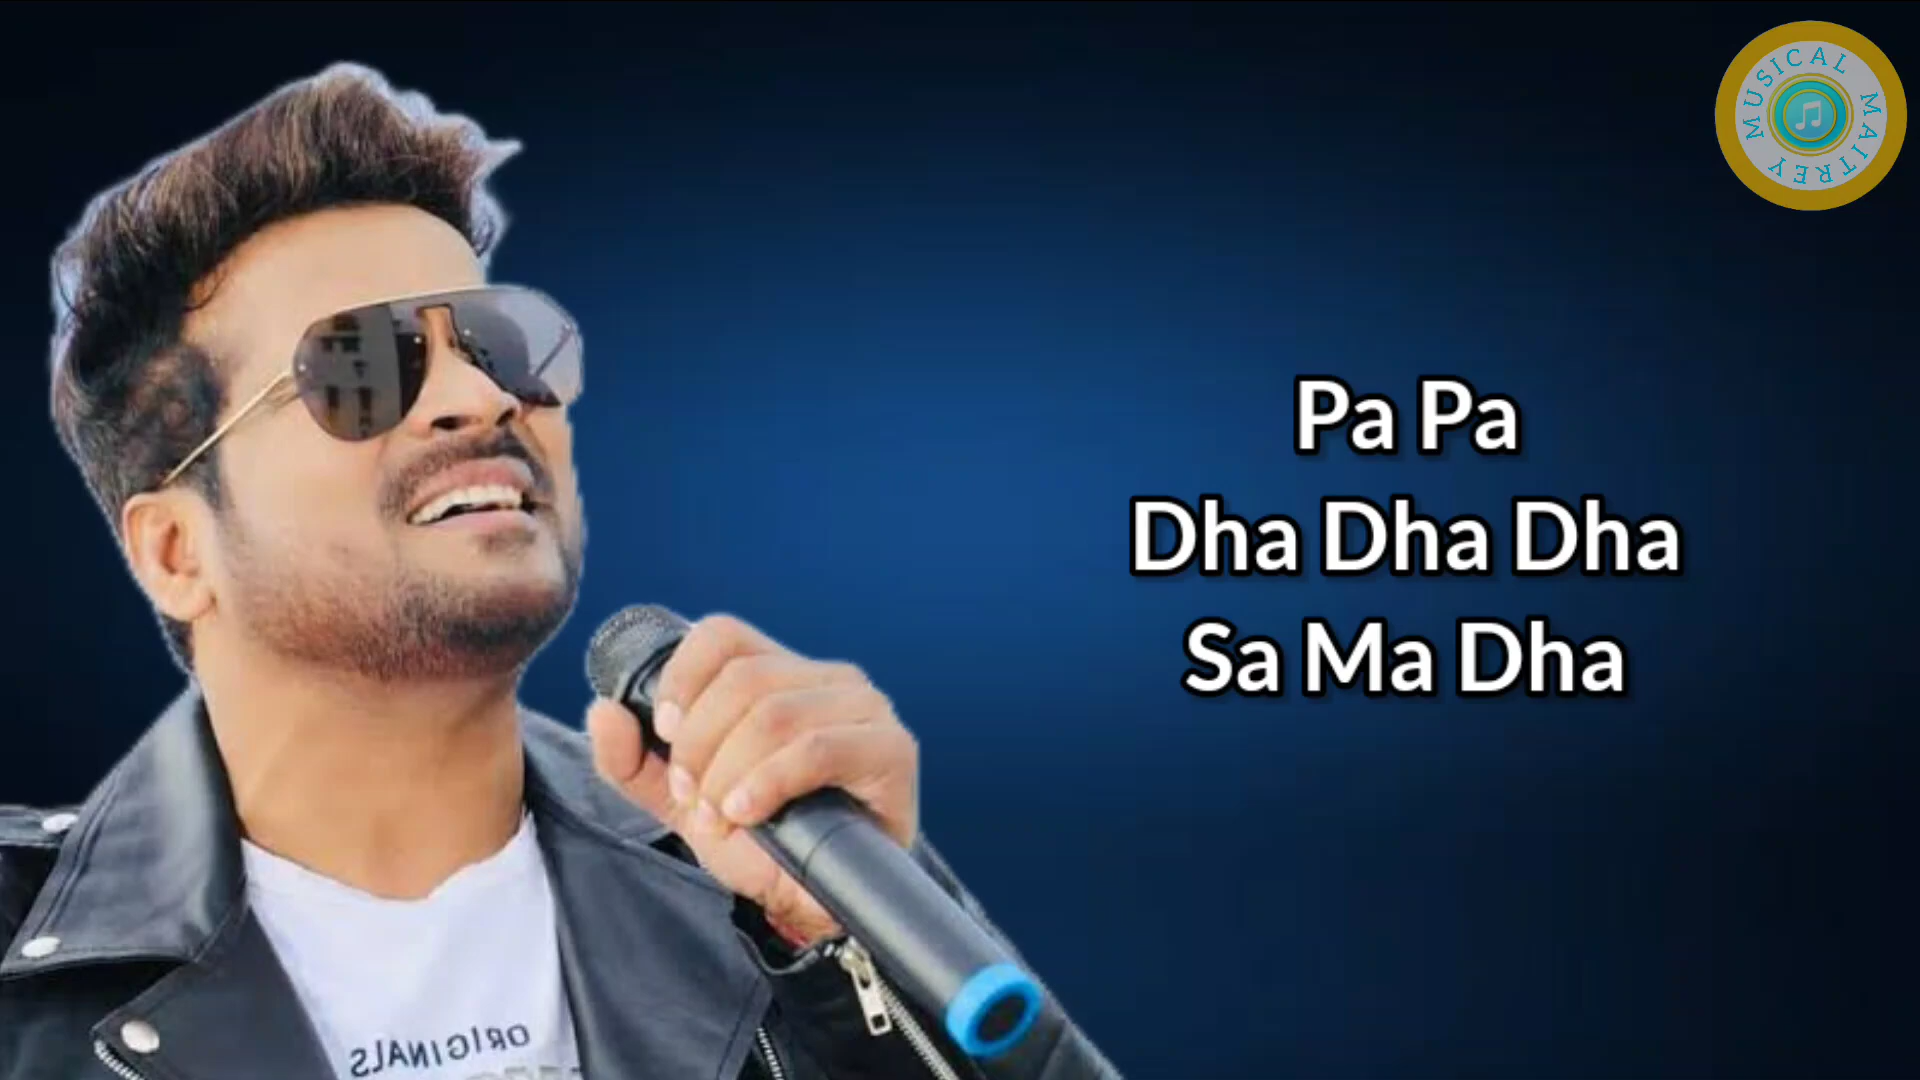 MUSICAL MAITREY
Pa Pa
Dha Dha Dha
Sa Ma Dha
ORIGINALS